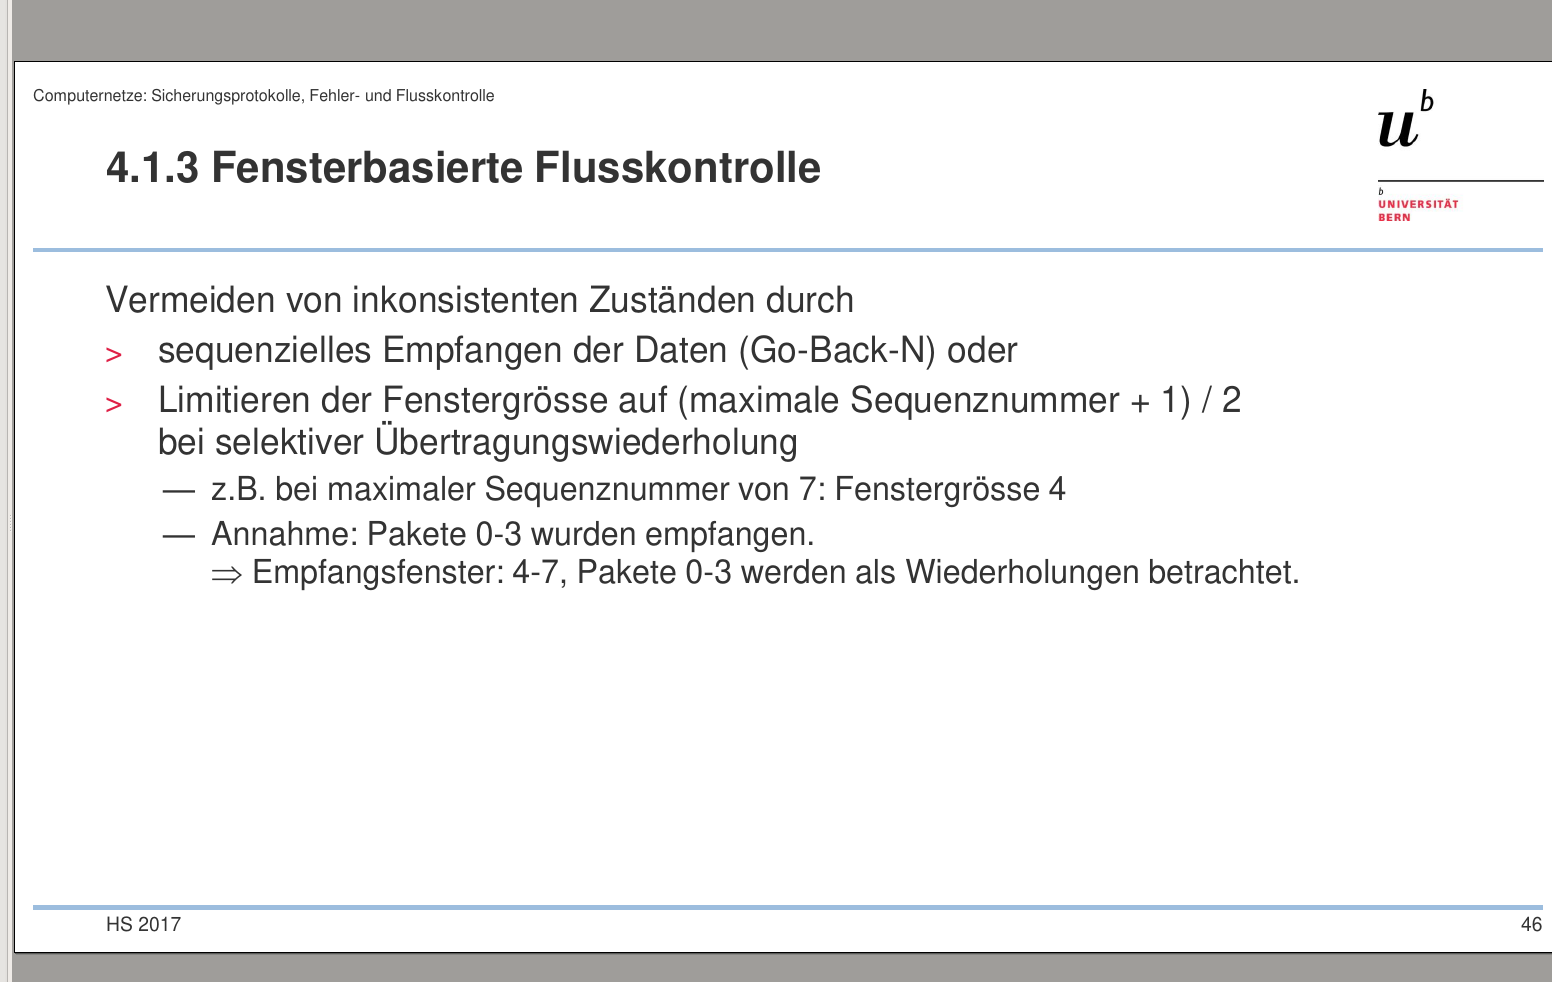 Computernetze: Sicherungsprotokolle, Fehler- und Flusskontrolle
u b
4.1.3 Fensterbasierte Flusskontrolle
b
UNIVERSITÄT
BERN
Vermeiden von inkonsistenten Zuständen durch
> sequenzielles Empfangen der Daten (Go-Back-N) oder
> Limitieren der Fenstergrösse auf (maximale Sequenznummer + 1) / 2
bei selektiver Übertragungswiederholung
— z.B. bei maximaler Sequenznummer von 7: Fenstergrösse 4
— Annahme: Pakete 0-3 wurden empfangen.
⇒ Empfangsfenster: 4-7, Pakete 0-3 werden als Wiederholungen betrachtet.
HS 2017
46